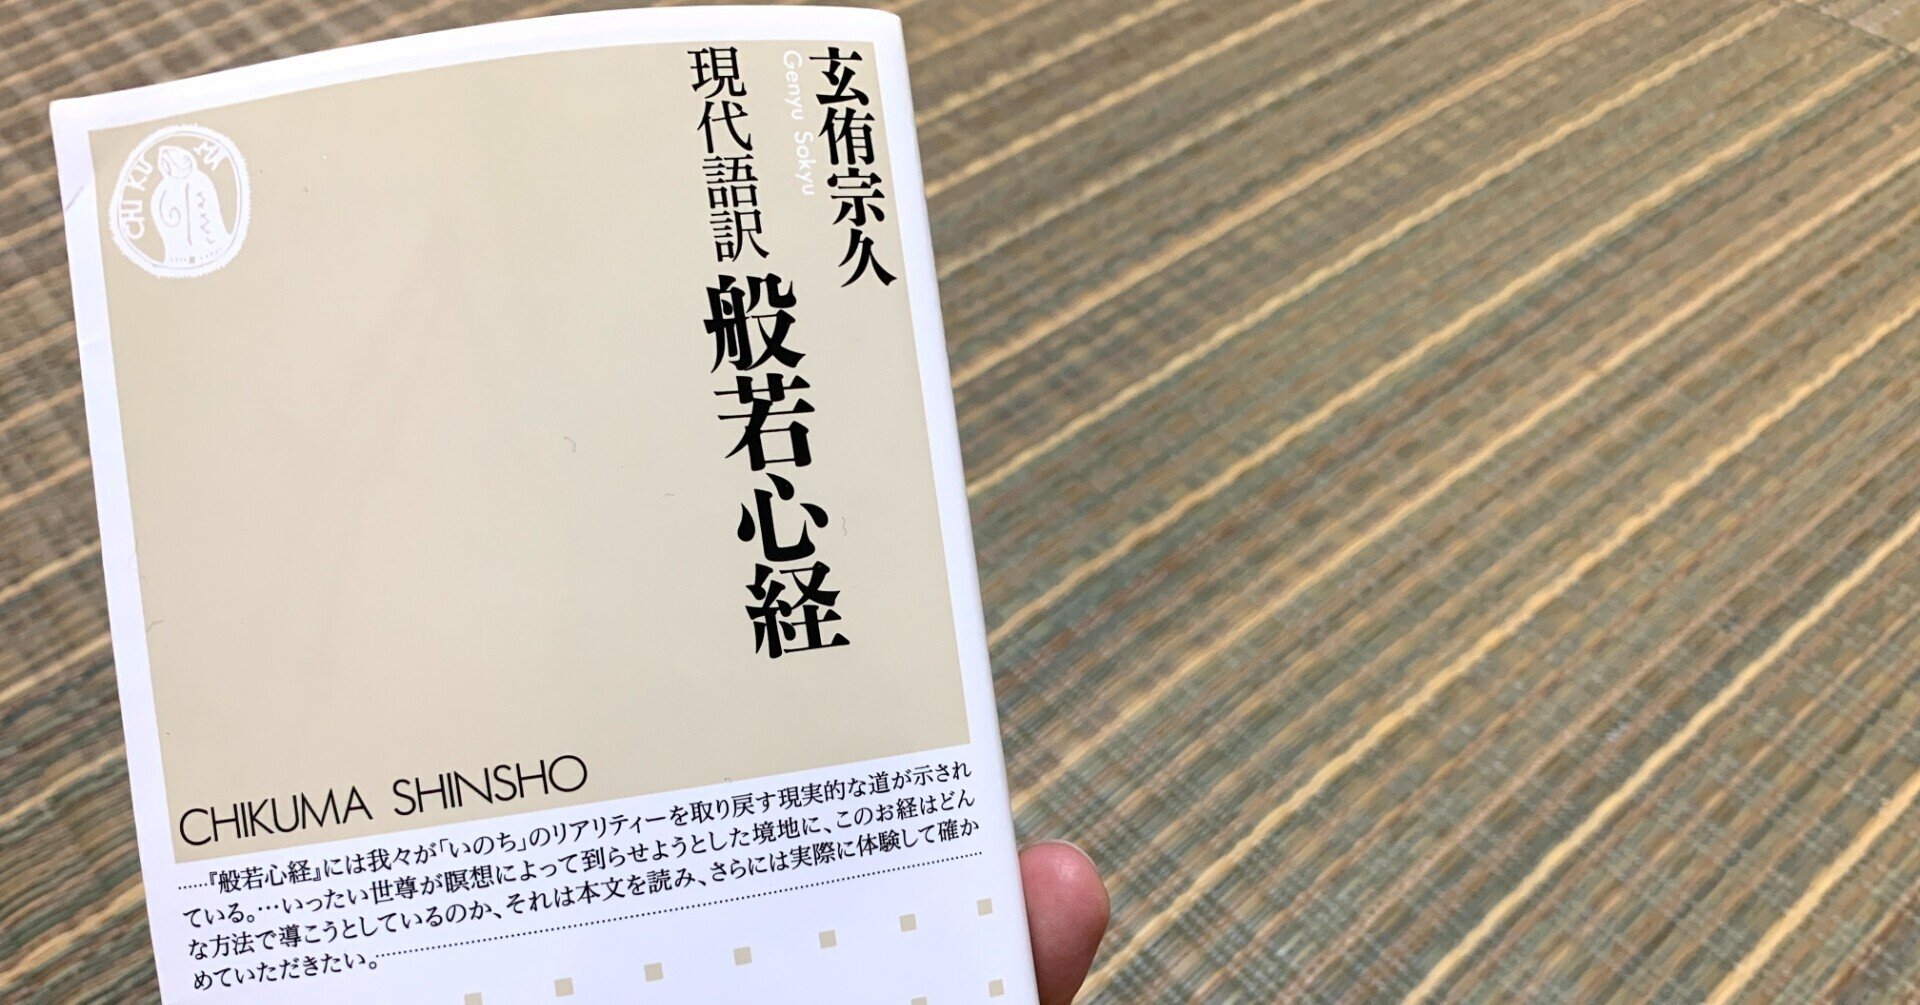 玄侑宗久
Genyu Sokyu
現代語訳 般若心経
CHIKUMA
CHIKUMA SHINSHO
……『般若心経』には我々が「いのち」のリアリティーを取り戻す現実的な道が示され
ている。…いったい世尊が瞑想によって到らせようとした境地に、このお経はどん
な方法で導こうとしているのか、それは本文を読み、さらには実際に体験して確か
めていただきたい。